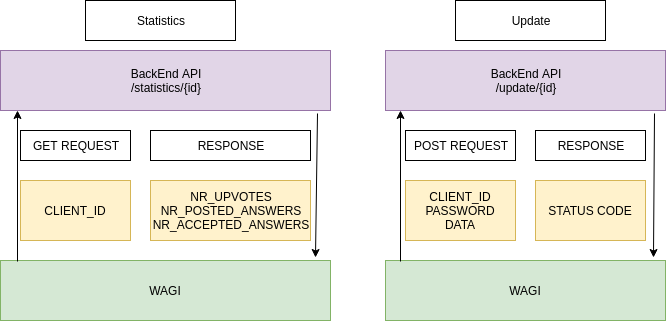 Statistics
BackEnd API
/statistics/{id}
GET REQUEST
RESPONSE
CLIENT_ID
NR_UPVOTES
NR_POSTED_ANSWERS
NR_ACCEPTED_ANSWERS
WAGI
Update
BackEnd API
/update/{id}
POST REQUEST
RESPONSE
CLIENT_ID
PASSWORD
DATA
STATUS CODE
WAGI